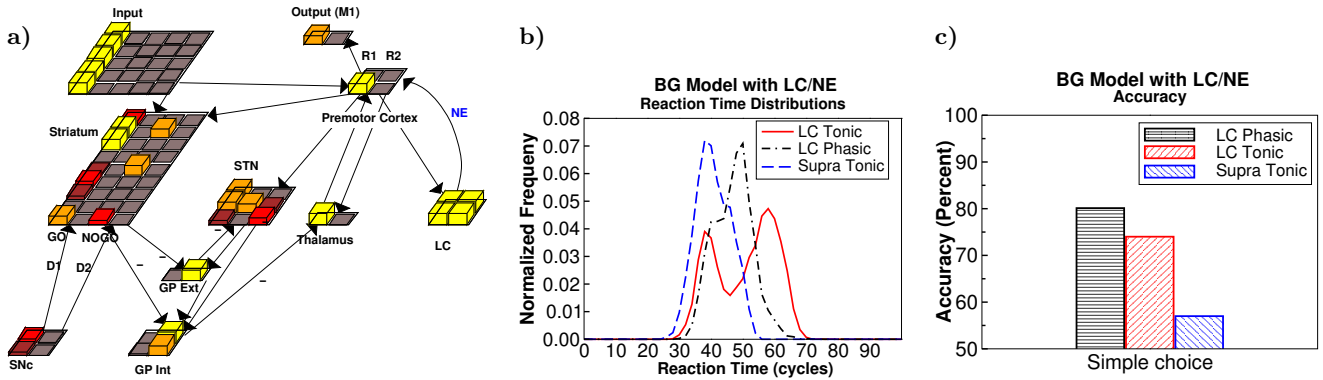 a)
Input
Output (M1)
R1 R2
NE
Premotor Cortex
Striatum
STN
GO NOGO
Thalamus
LC
D1 D2
–
–
–
GP Ext
SNc
GP Int
b)
BG Model with LC/NE
Reaction Time Distributions
LC Tonic
LC Phasic
Supra Tonic
Normalized Frequeny
0.08
0.07
0.06
0.05
0.04
0.03
0.02
0.01
0.00
0 10 20 30 40 50 60 70 80 90
Reaction Time (cycles)
c)
BG Model with LC/NE
Accuracy
LC Phasic
LC Tonic
Supra Tonic
Accuracy (Percent)
100
90
80
70
60
50
Simple choice